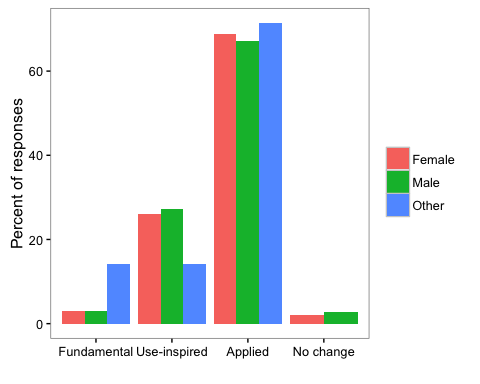 Percent of responses
60
40
20
0
Fundamental Use-inspired Applied No change
Female
Male
Other